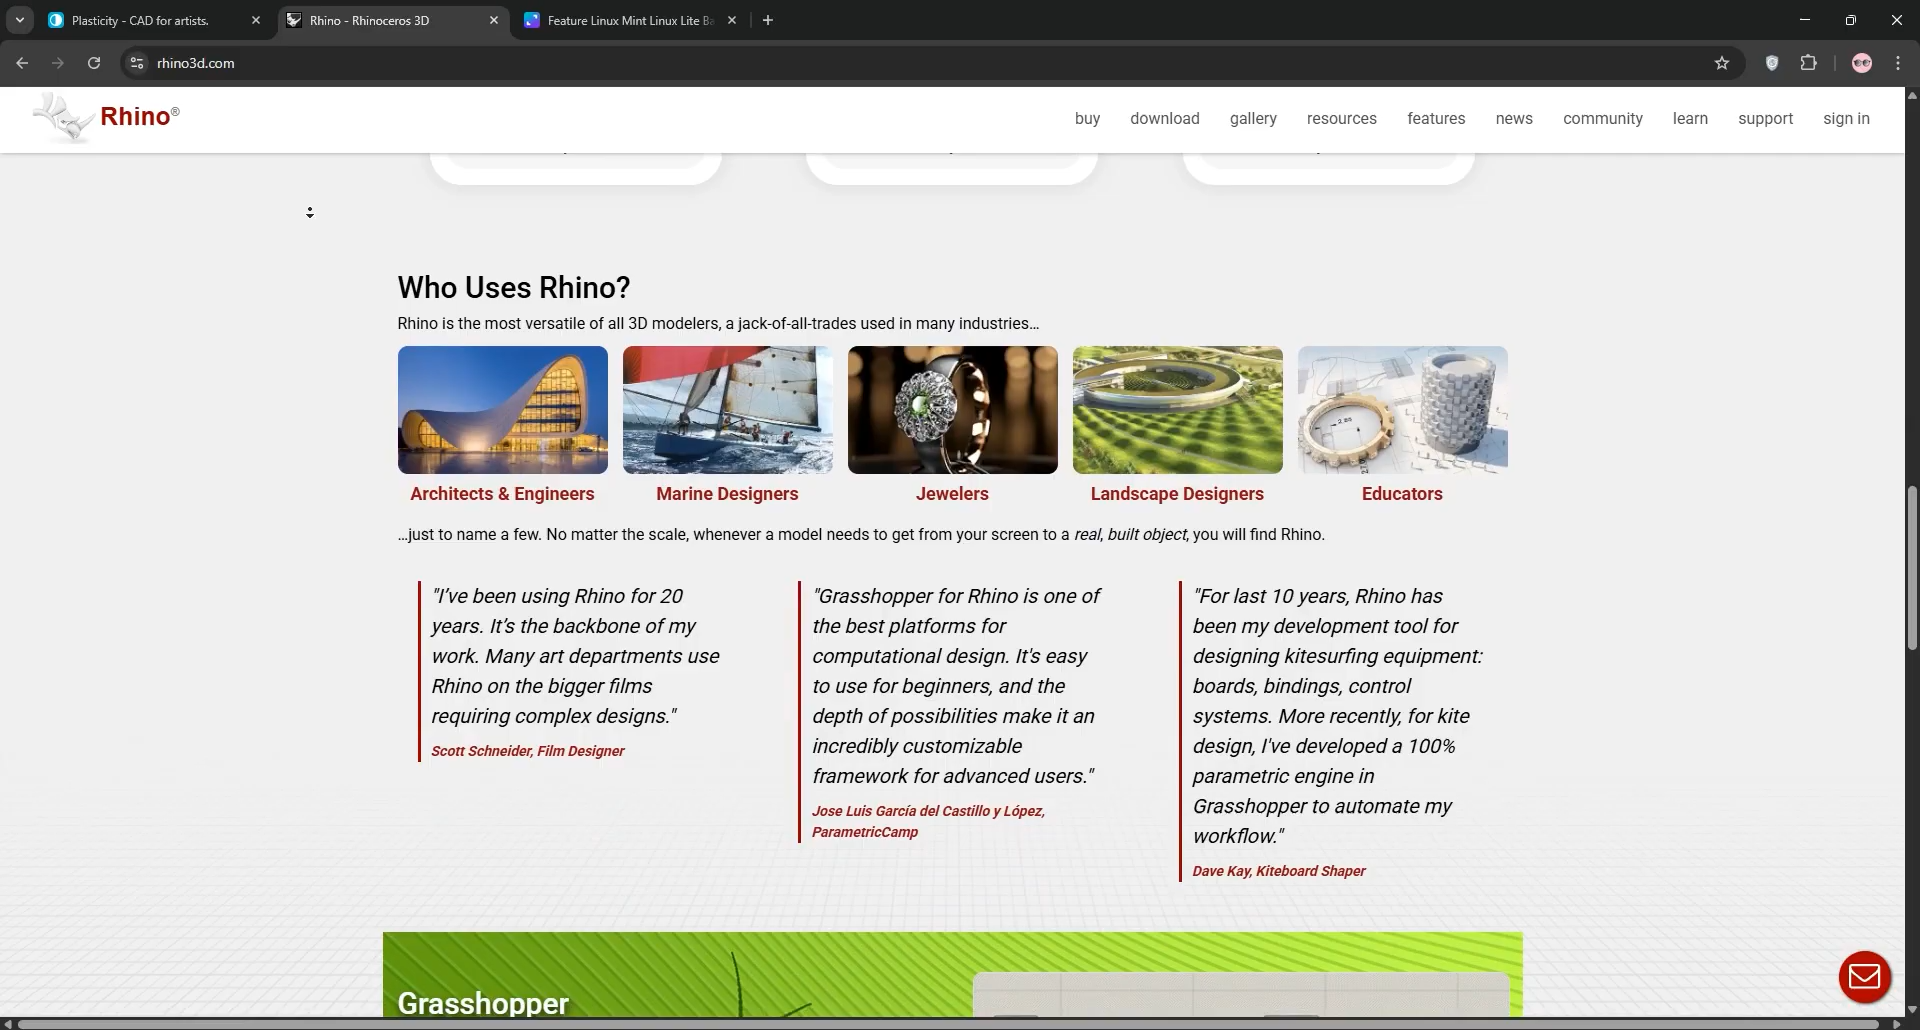 Plasticity - CAD for artists.
Rhino - Rhinoceros 3D
Feature Linux Mint Linux Lite Ba
rhino3d.com
Rhino®
buy
download
gallery
resources
features
news
community
learn
support
sign in
Who Uses Rhino?
Rhino is the most versatile of all 3D modelers, a jack-of-all-trades used in many industries…
Architects & Engineers
Marine Designers
Jewelers
Landscape Designers
Educators
…just to name a few. No matter the scale, whenever a model needs to get from your screen to a real, built object, you will find Rhino.
"I’ve been using Rhino for 20
years. It’s the backbone of my
work. Many art departments use
Rhino on the bigger films
requiring complex designs."
Scott Schneider, Film Designer
"Grasshopper for Rhino is one of
the best platforms for
computational design. It's easy
to use for beginners, and the
depth of possibilities make it an
incredibly customizable
framework for advanced users."
Jose Luis García del Castillo y López,
ParametricCamp
"For last 10 years, Rhino has
been my development tool for
designing kitesurfing equipment:
boards, bindings, control
systems. More recently, for kite
design, I've developed a 100%
parametric engine in
Grasshopper to automate my
workflow."
Dave Kay, Kiteboard Shaper
Grasshopper